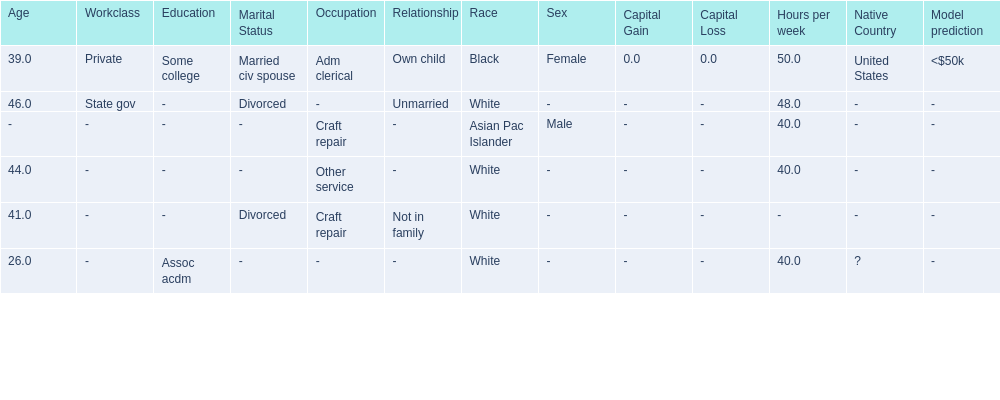 Age Workclass Education Marital Status Occupation Relationship Race Sex Capital Gain Capital Loss Hours per week Native Country Model prediction
39.0 Private Some college Married civ spouse Adm clerical Own child Black Female 0.0 0.0 50.0 United States <$50k
46.0 State gov - Divorced - Unmarried White - - - 48.0 - -
- - - - Craft repair - Asian Pac Islander Male - - 40.0 - -
44.0 - - - Other service - White - - - 40.0 - -
41.0 - - Divorced Craft repair Not in family White - - - - - -
26.0 - Assoc acdm - - - White - - - 40.0 ? -